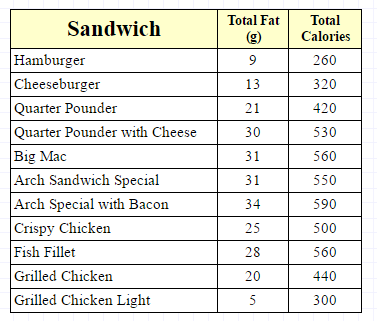 Sandwich Total Fat (g) Total Calories
Hamburger 9 260
Cheeseburger 13 320
Quarter Pounder 21 420
Quarter Pounder with Cheese 30 530
Big Mac 31 560
Arch Sandwich Special 31 550
Arch Special with Bacon 34 590
Crispy Chicken 25 500
Fish Fillet 28 560
Grilled Chicken 20 440
Grilled Chicken Light 5 300